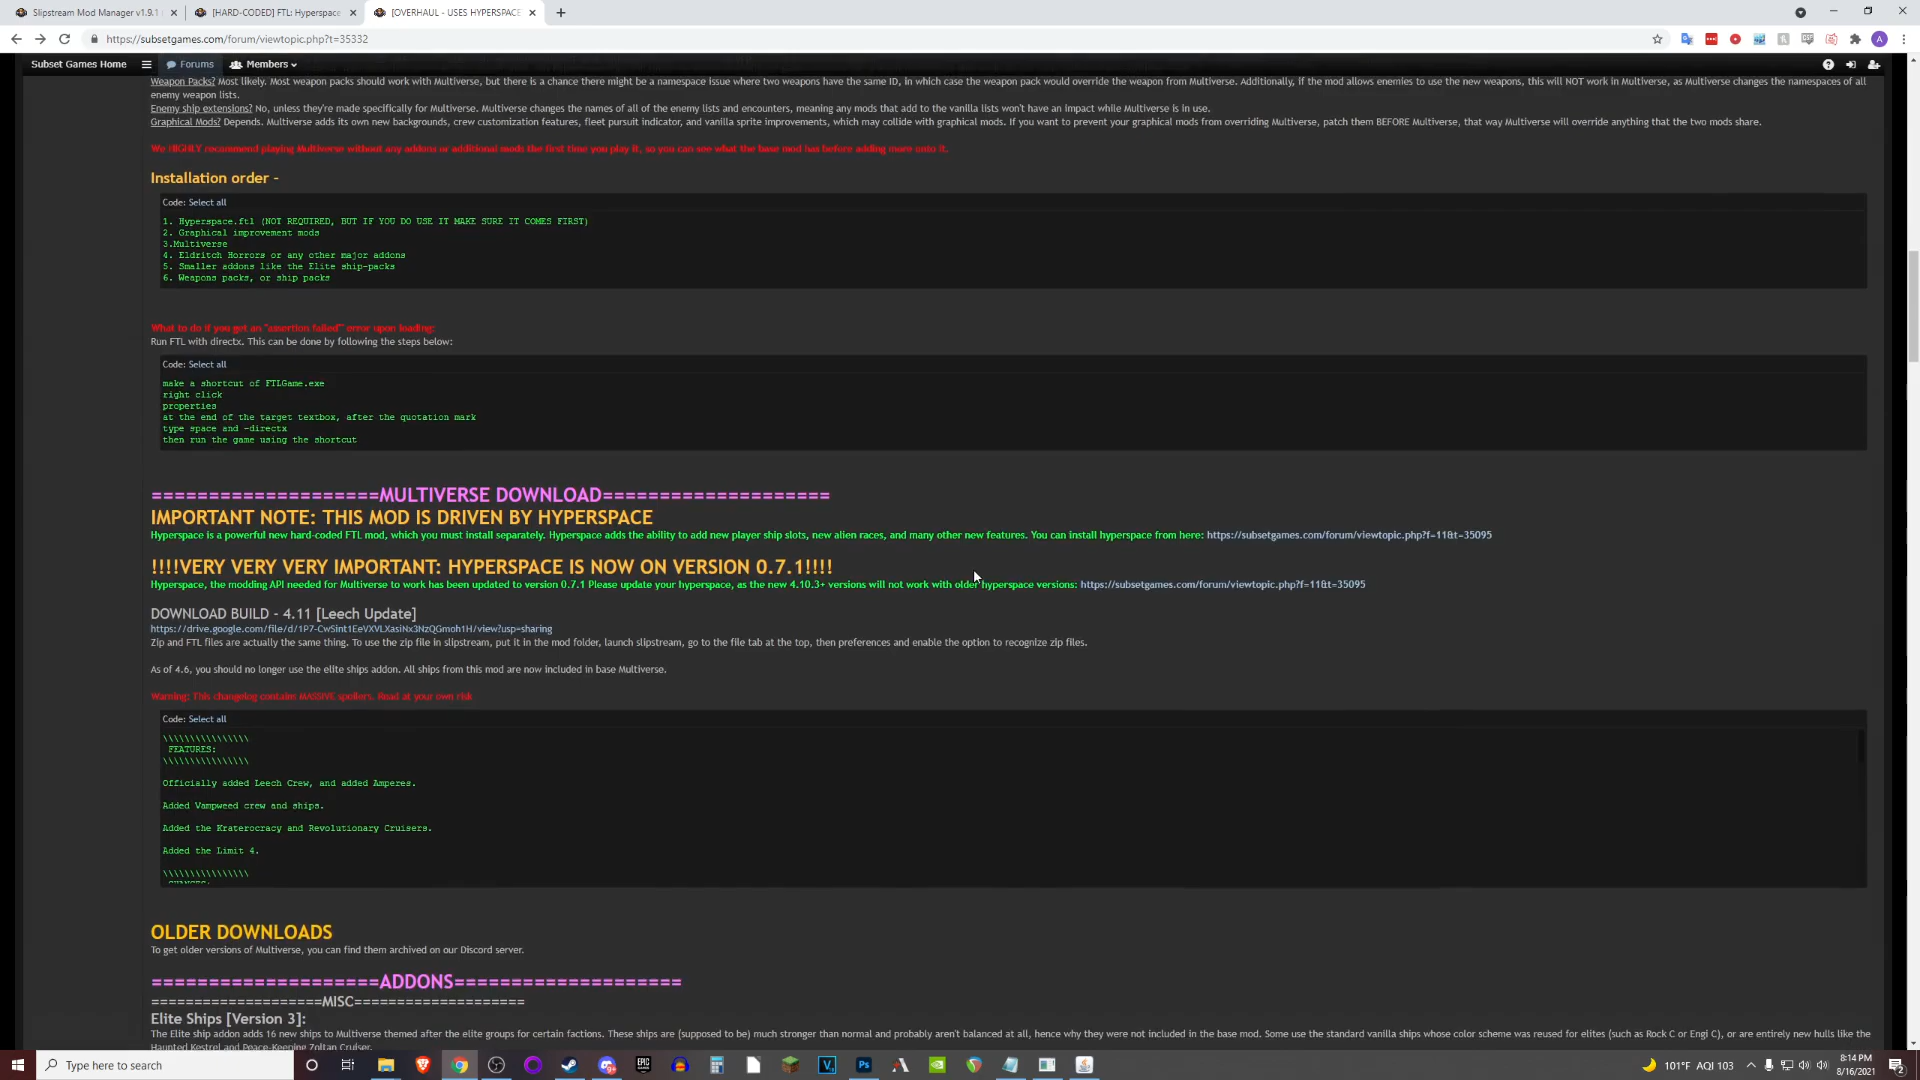 Slipstream Mod Manager v1.9.1
[HARD-CODED] FTL: Hyperspace
[OVERHAUL - USES HYPERSPACE
https://subsetgames.com/forum/viewtopic.php?t=35332
Subset Games Home
Forums
Members
Weapon Packs? Most likely. Most weapon packs should work with Multiverse, but there is a chance there might be a namespace issue where two weapons have the same ID, in which case the weapon pack would override the weapon from Multiverse. Additionally, if the mod allows enemies to use the new weapons, this will NOT work in Multiverse, as Multiverse changes the namespaces of all
enemy weapon lists.
Enemy ship extensions? No, unless they're made specifically for Multiverse. Multiverse changes the names of all of the enemy lists and encounters, meaning any mods that add to the vanilla lists won't have an impact while Multiverse is in use.
Graphical Mods? Depends. Multiverse adds its own new backgrounds, crew customization features, fleet pursuit indicator, and vanilla sprite improvements, which may collide with graphical mods. If you want to prevent your graphical mods from overriding Multiverse, patch them BEFORE Multiverse, that way Multiverse will override anything that the two mods share.
We HIGHLY recommend playing Multiverse without any addons or additional mods the first time you play it, so you can see what the base mod has before adding more onto it.
Installation order -
Code: Select all
1. Hyperspace.ftl (NOT REQUIRED, BUT IF YOU DO USE IT MAKE SURE IT COMES FIRST)
2. Graphical improvement mods
3.Multiverse
4. Eldritch Horrors or any other major addons
5. Smaller addons like the Elite ship-packs
6. Weapons packs, or ship packs
What to do if you get an "assertion failed" error upon loading:
Run FTL with directx. This can be done by following the steps below:
Code: Select all
make a shortcut of FTLGame.exe
right click
properties
at the end of the target textbox, after the quotation mark
type space and -directx
then run the game using the shortcut
====================MULTIVERSE DOWNLOAD====================
IMPORTANT NOTE: THIS MOD IS DRIVEN BY HYPERSPACE
Hyperspace is a powerful new hard-coded FTL mod, which you must install separately. Hyperspace adds the ability to add new player ship slots, new alien races, and many other new features. You can install hyperspace from here: https://subsetgames.com/forum/viewtopic.php?f=11&t=35095
!!!!VERY VERY VERY IMPORTANT: HYPERSPACE IS NOW ON VERSION 0.7.1!!!!
Hyperspace, the modding API needed for Multiverse to work has been updated to version 0.7.1 Please update your hyperspace, as the new 4.10.3+ versions will not work with older hyperspace versions: https://subsetgames.com/forum/viewtopic.php?f=11&t=35095
DOWNLOAD BUILD - 4.11 [Leech Update]
https://drive.google.com/file/d/1P7-CwSint1EeVXVLXasiNx3NzQGmoh1H/view?usp=sharing
Zip and FTL files are actually the same thing. To use the zip file in slipstream, put it in the mod folder, launch slipstream, go to the file tab at the top, then preferences and enable the option to recognize zip files.
As of 4.6, you should no longer use the elite ships addon. All ships from this mod are now included in base Multiverse.
Warning: This changelog contains MASSIVE spoilers. Read at your own risk
Code: Select all
\\\\\\\\\\\\\\\\
FEATURES:
\\\\\\\\\\\\\\\\
Officially added Leech Crew, and added Amperes.
Added Vampweed crew and ships.
Added the Kraterocracy and Revolutionary Cruisers.
Added the Limit 4.
\\\\\\\\\\\\\\\\
CHANGES:
OLDER DOWNLOADS
To get older versions of Multiverse, you can find them archived on our Discord server.
====================ADDONS====================
====================MISC====================
Elite Ships [Version 3]:
The Elite ship addon adds 16 new ships to Multiverse themed after the elite groups for certain factions. These ships are (supposed to be) much stronger than normal and probably aren't balanced at all, hence why they were not included in the base mod. Some use the standard vanilla ships whose color scheme was reused for elites (such as Rock C or Engi C), or are entirely new hulls like the
Haunted Kestrel and Peace-Keeping Zoltan Cruiser.
Type here to search
101°F AQI 103
8:14 PM
8/16/2021